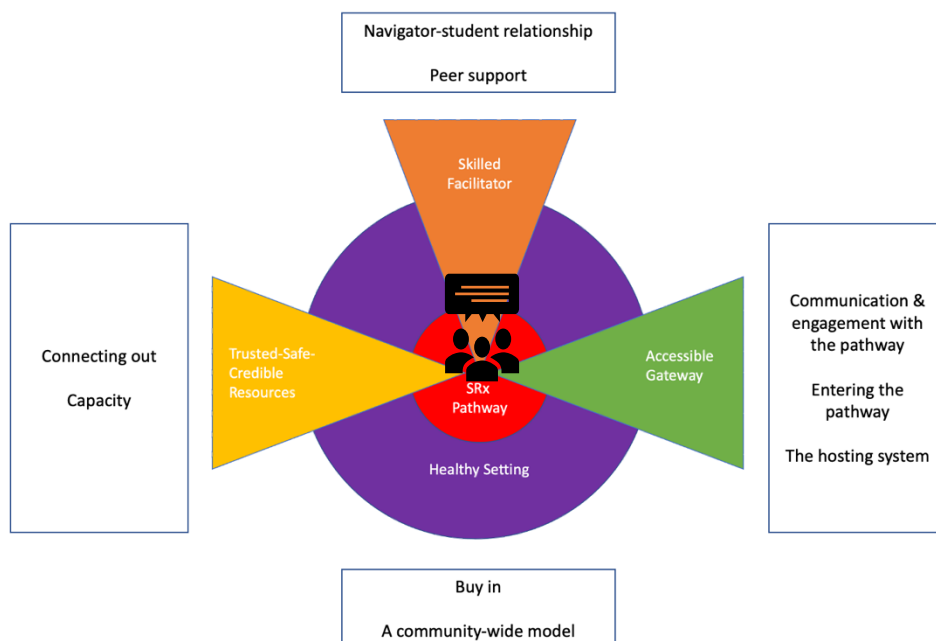 Navigator-student relationship
Peer support
Skilled
Facilitator
Connecting out
Capacity
Trusted-Safe-
Credible
Resources
SRx
Pathway
Accessible
Gateway
Communication &
engagement with
the pathway
Entering the
pathway
The hosting system
Healthy Setting
Buy in
A community-wide model